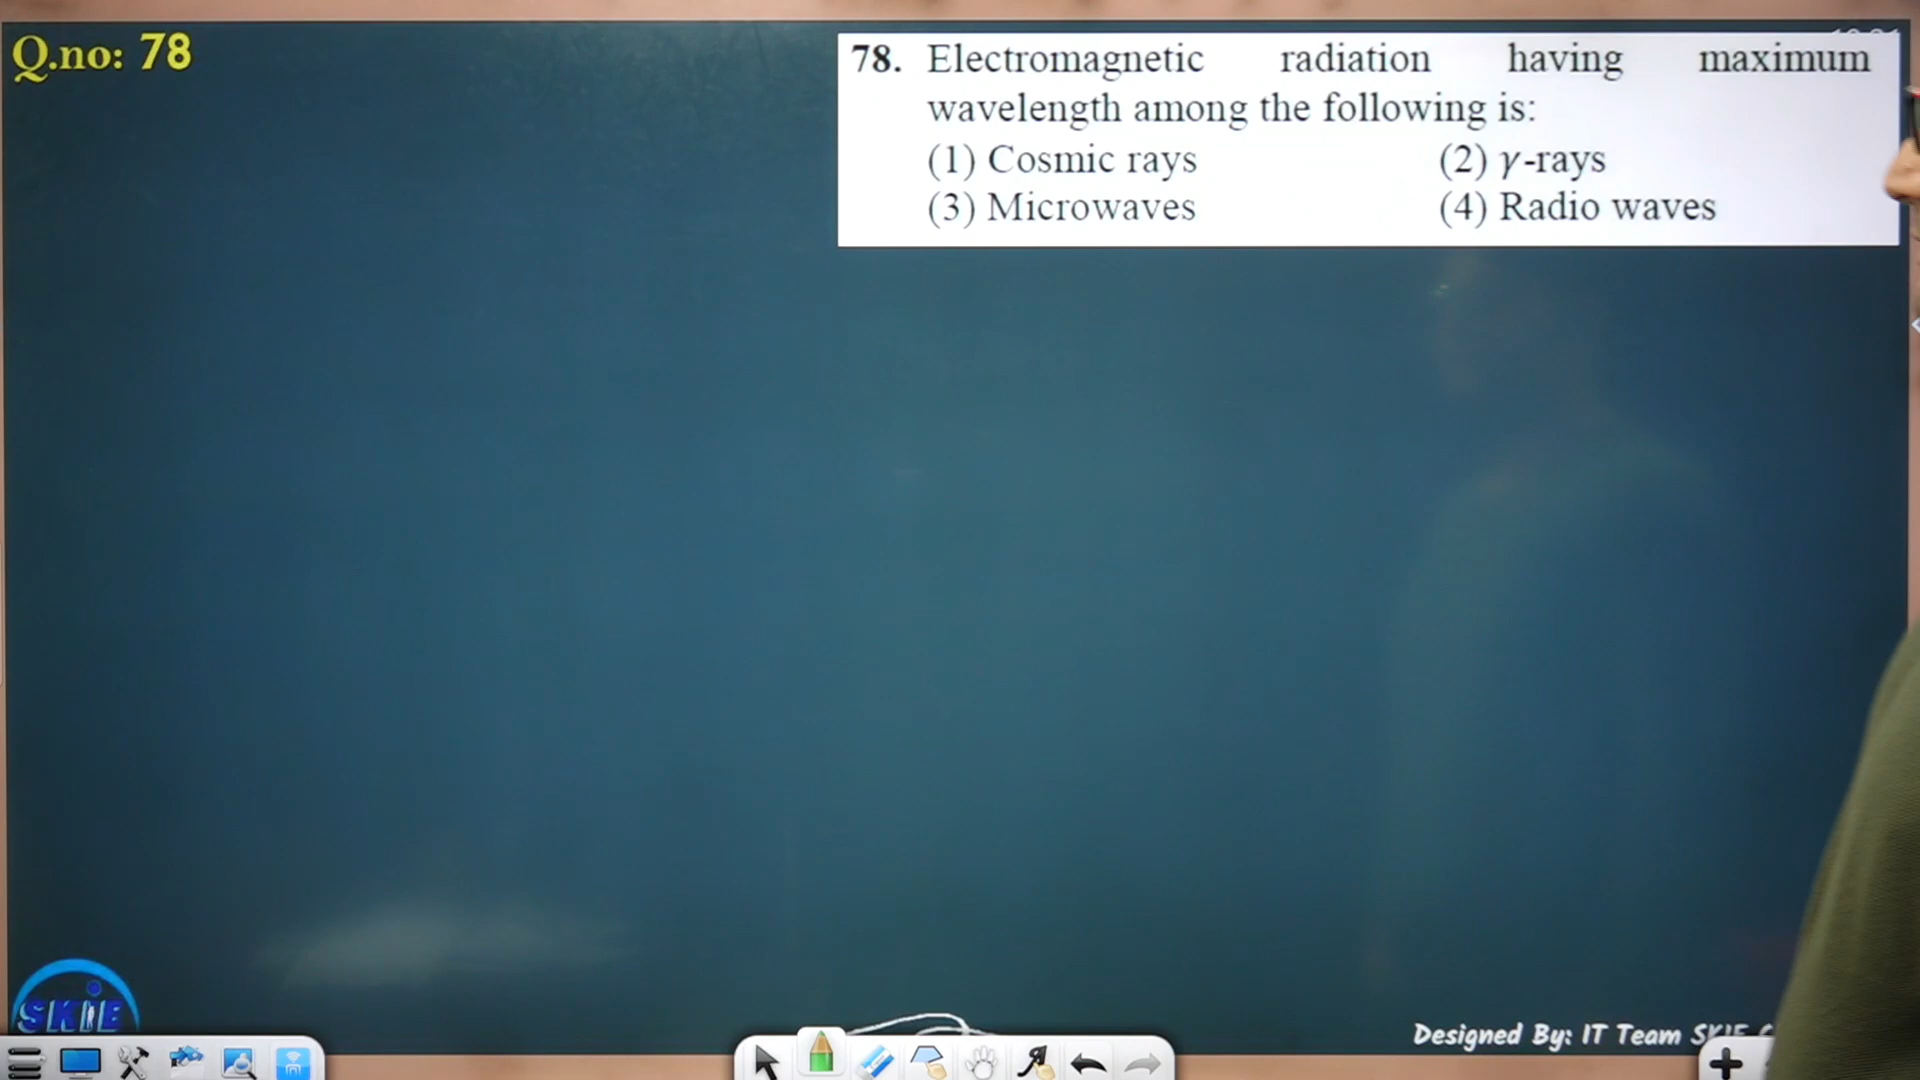 Q.no: 78
78. Electromagnetic radiation having maximum
wavelength among the following is:
(1) Cosmic rays (2) γ-rays
(3) Microwaves (4) Radio waves
SKIE
Designed By: IT Team SKIE